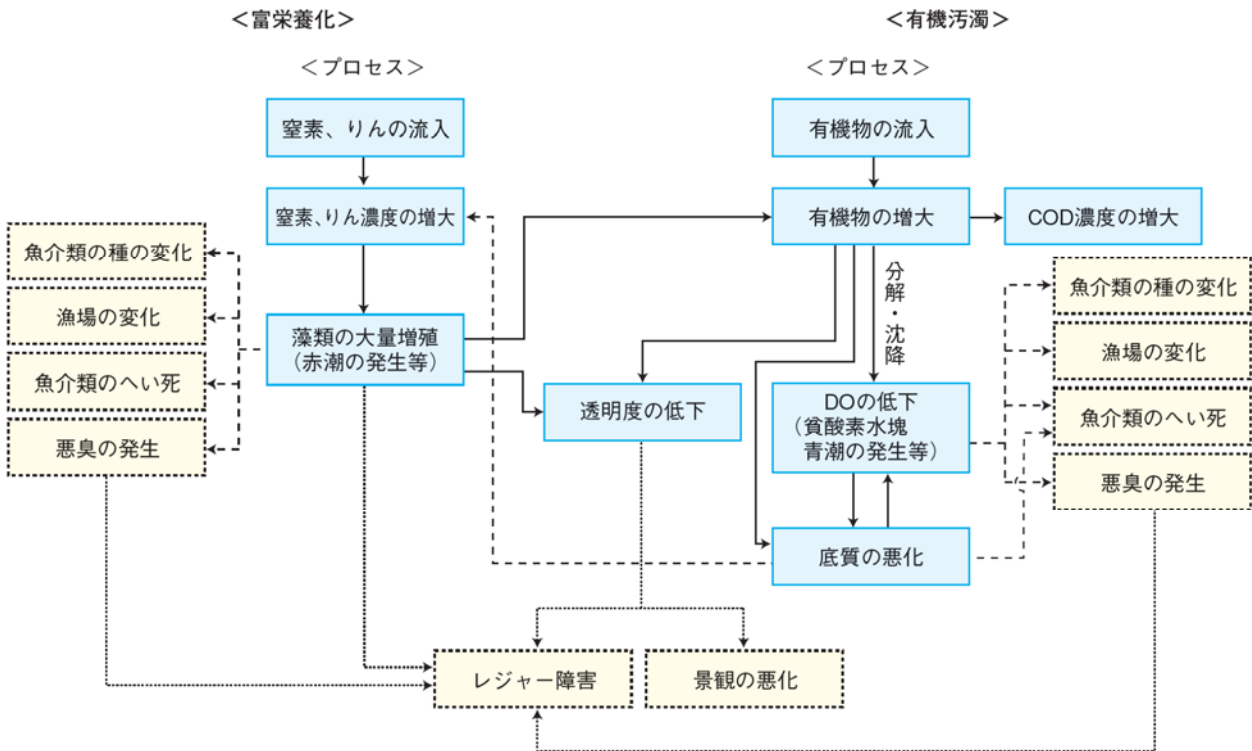 ＜富栄養化＞
＜有機汚濁＞
＜プロセス＞
＜プロセス＞
窒素、りんの流入
有機物の流入
窒素、りん濃度の増大
有機物の増大
COD濃度の増大
魚介類の種の変化
漁場の変化
魚介類のへい死
悪臭の発生
藻類の大量増殖
（赤潮の発生等）
透明度の低下
分解・沈降
DOの低下
（貧酸素水塊
青潮の発生等）
底質の悪化
魚介類の種の変化
漁場の変化
魚介類のへい死
悪臭の発生
レジャー障害
景観の悪化